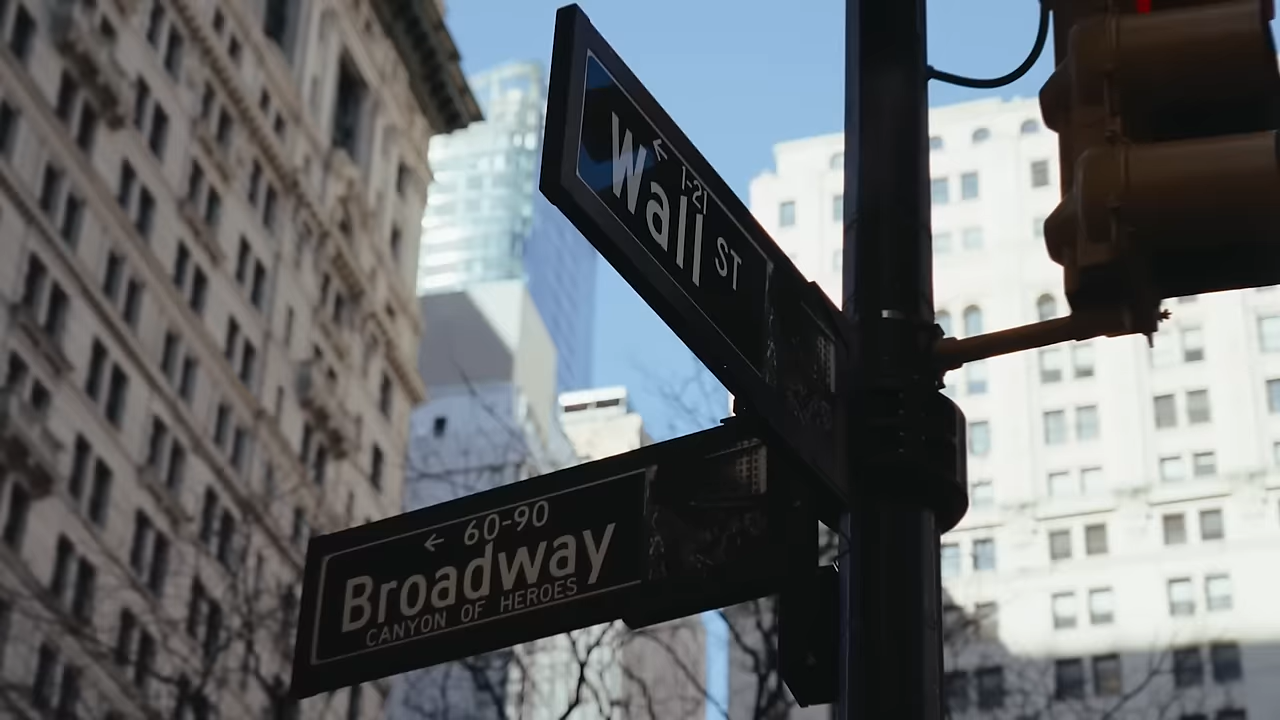 ← 1-21
Wall ST
← 60-90
Broadway
CANYON OF HEROES